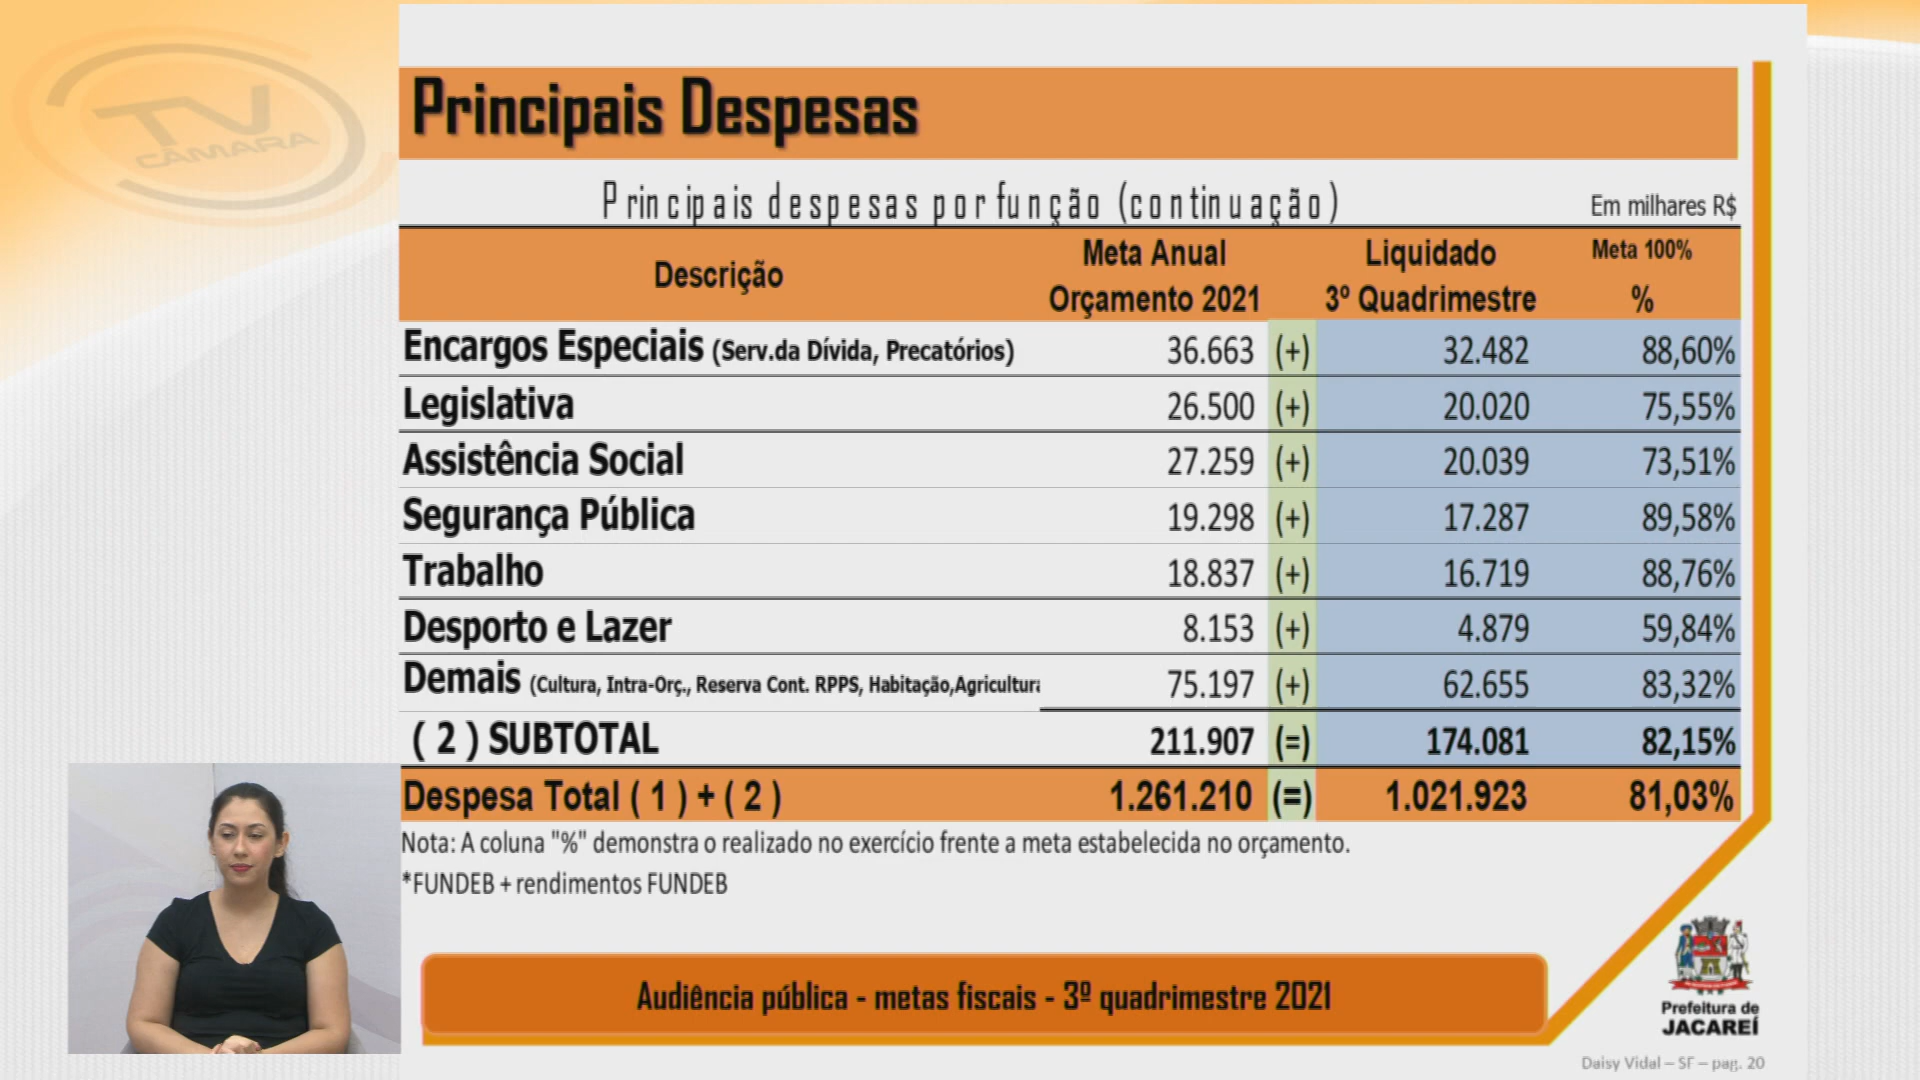 TV
CÂMARA
Principais Despesas
Principais despesas por função (continuação)
Em milhares R$
Descrição
Meta Anual
Orçamento 2021
Liquidado
3º Quadrimestre
Meta 100%
%
Encargos Especiais (Serv.da Dívida, Precatórios) 36.663 (+) 32.482 88,60%
Legislativa 26.500 (+) 20.020 75,55%
Assistência Social 27.259 (+) 20.039 73,51%
Segurança Pública 19.298 (+) 17.287 89,58%
Trabalho 18.837 (+) 16.719 88,76%
Desporto e Lazer 8.153 (+) 4.879 59,84%
Demais (Cultura, Intra-Orç., Reserva Cont. RPPS, Habitação,Agricultura 75.197 (+) 62.655 83,32%
( 2 ) SUBTOTAL 211.907 (=) 174.081 82,15%
Despesa Total ( 1 ) + ( 2 ) 1.261.210 (=) 1.021.923 81,03%
Nota: A coluna "%" demonstra o realizado no exercício frente a meta estabelecida no orçamento.
*FUNDEB + rendimentos FUNDEB
Audiência pública - metas fiscais - 3º quadrimestre 2021
Prefeitura de
JACAREÍ
Daisy Vidal – SF – pag. 20